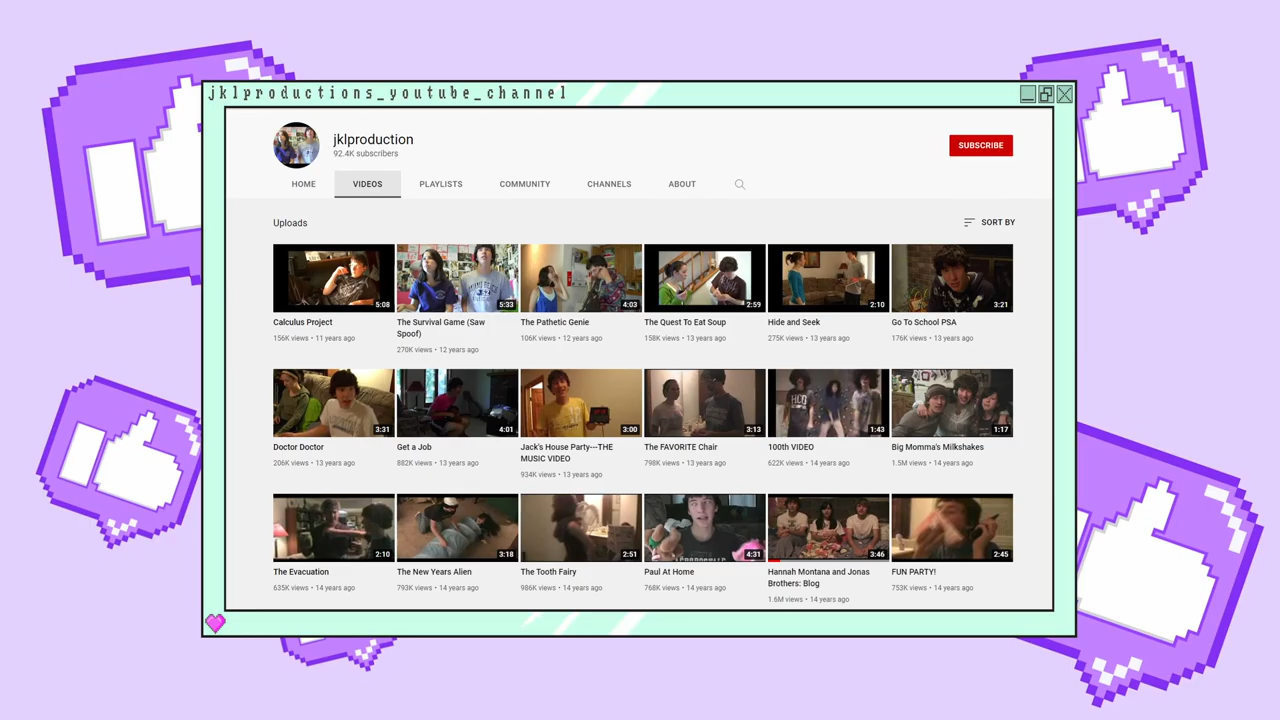 jklproductions_youtube_channel
jklproduction
92.4K subscribers
SUBSCRIBE
HOME VIDEOS PLAYLISTS COMMUNITY CHANNELS ABOUT
Uploads
SORT BY
5:08 5:33 4:03 2:59 2:10 3:21
Calculus Project The Survival Game (Saw The Pathetic Genie The Quest To Eat Soup Hide and Seek Go To School PSA
156K views • 11 years ago Spoof) 106K views • 12 years ago 158K views • 13 years ago 275K views • 13 years ago 176K views • 13 years ago
270K views • 12 years ago
3:31 4:01 3:00 3:13 1:43 1:17
Doctor Doctor Get a Job Jack's House Party---THE The FAVORITE Chair 100th VIDEO Big Momma's Milkshakes
206K views • 13 years ago 882K views • 13 years ago MUSIC VIDEO 798K views • 13 years ago 622K views • 14 years ago 1.5M views • 14 years ago
934K views • 13 years ago
2:10 3:18 2:51 4:31 3:46 2:45
The Evacuation The New Years Alien The Tooth Fairy Paul At Home Hannah Montana and Jonas FUN PARTY!
635K views • 14 years ago 793K views • 14 years ago 986K views • 14 years ago 768K views • 14 years ago Brothers: Blog 753K views • 14 years ago
1.6M views • 14 years ago